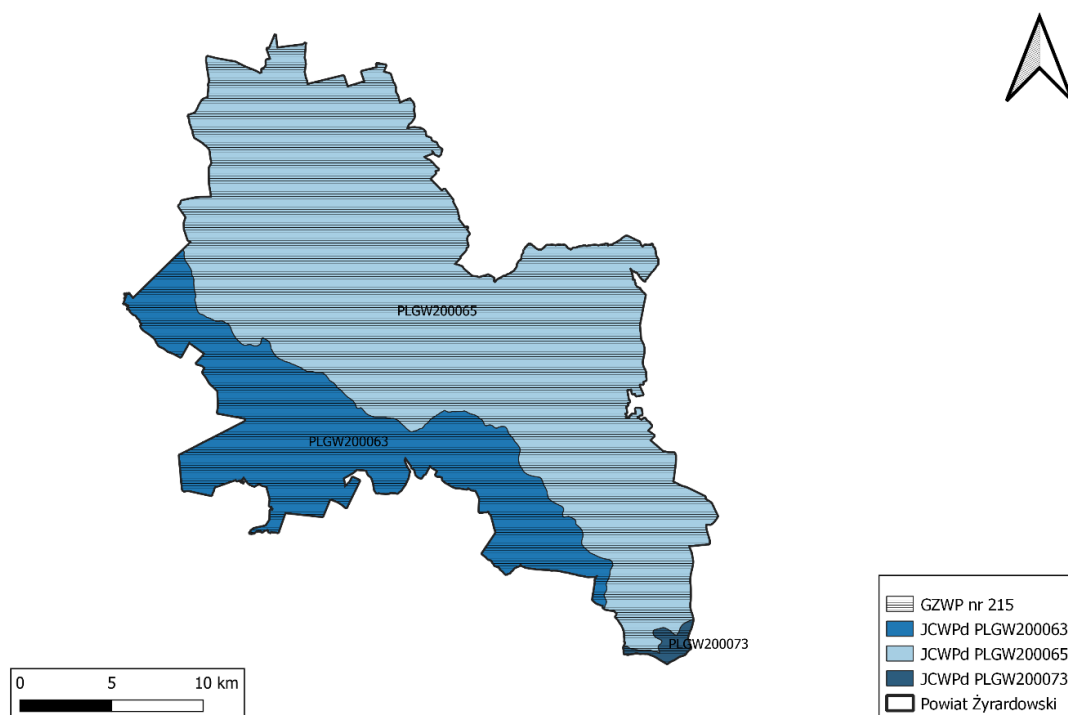 PLGW200065
PLGW200063
PLGW200073
0 5 10 km
GZWP nr 215
JCWPd PLGW200063
JCWPd PLGW200065
JCWPd PLGW200073
Powiat Żyrardowski